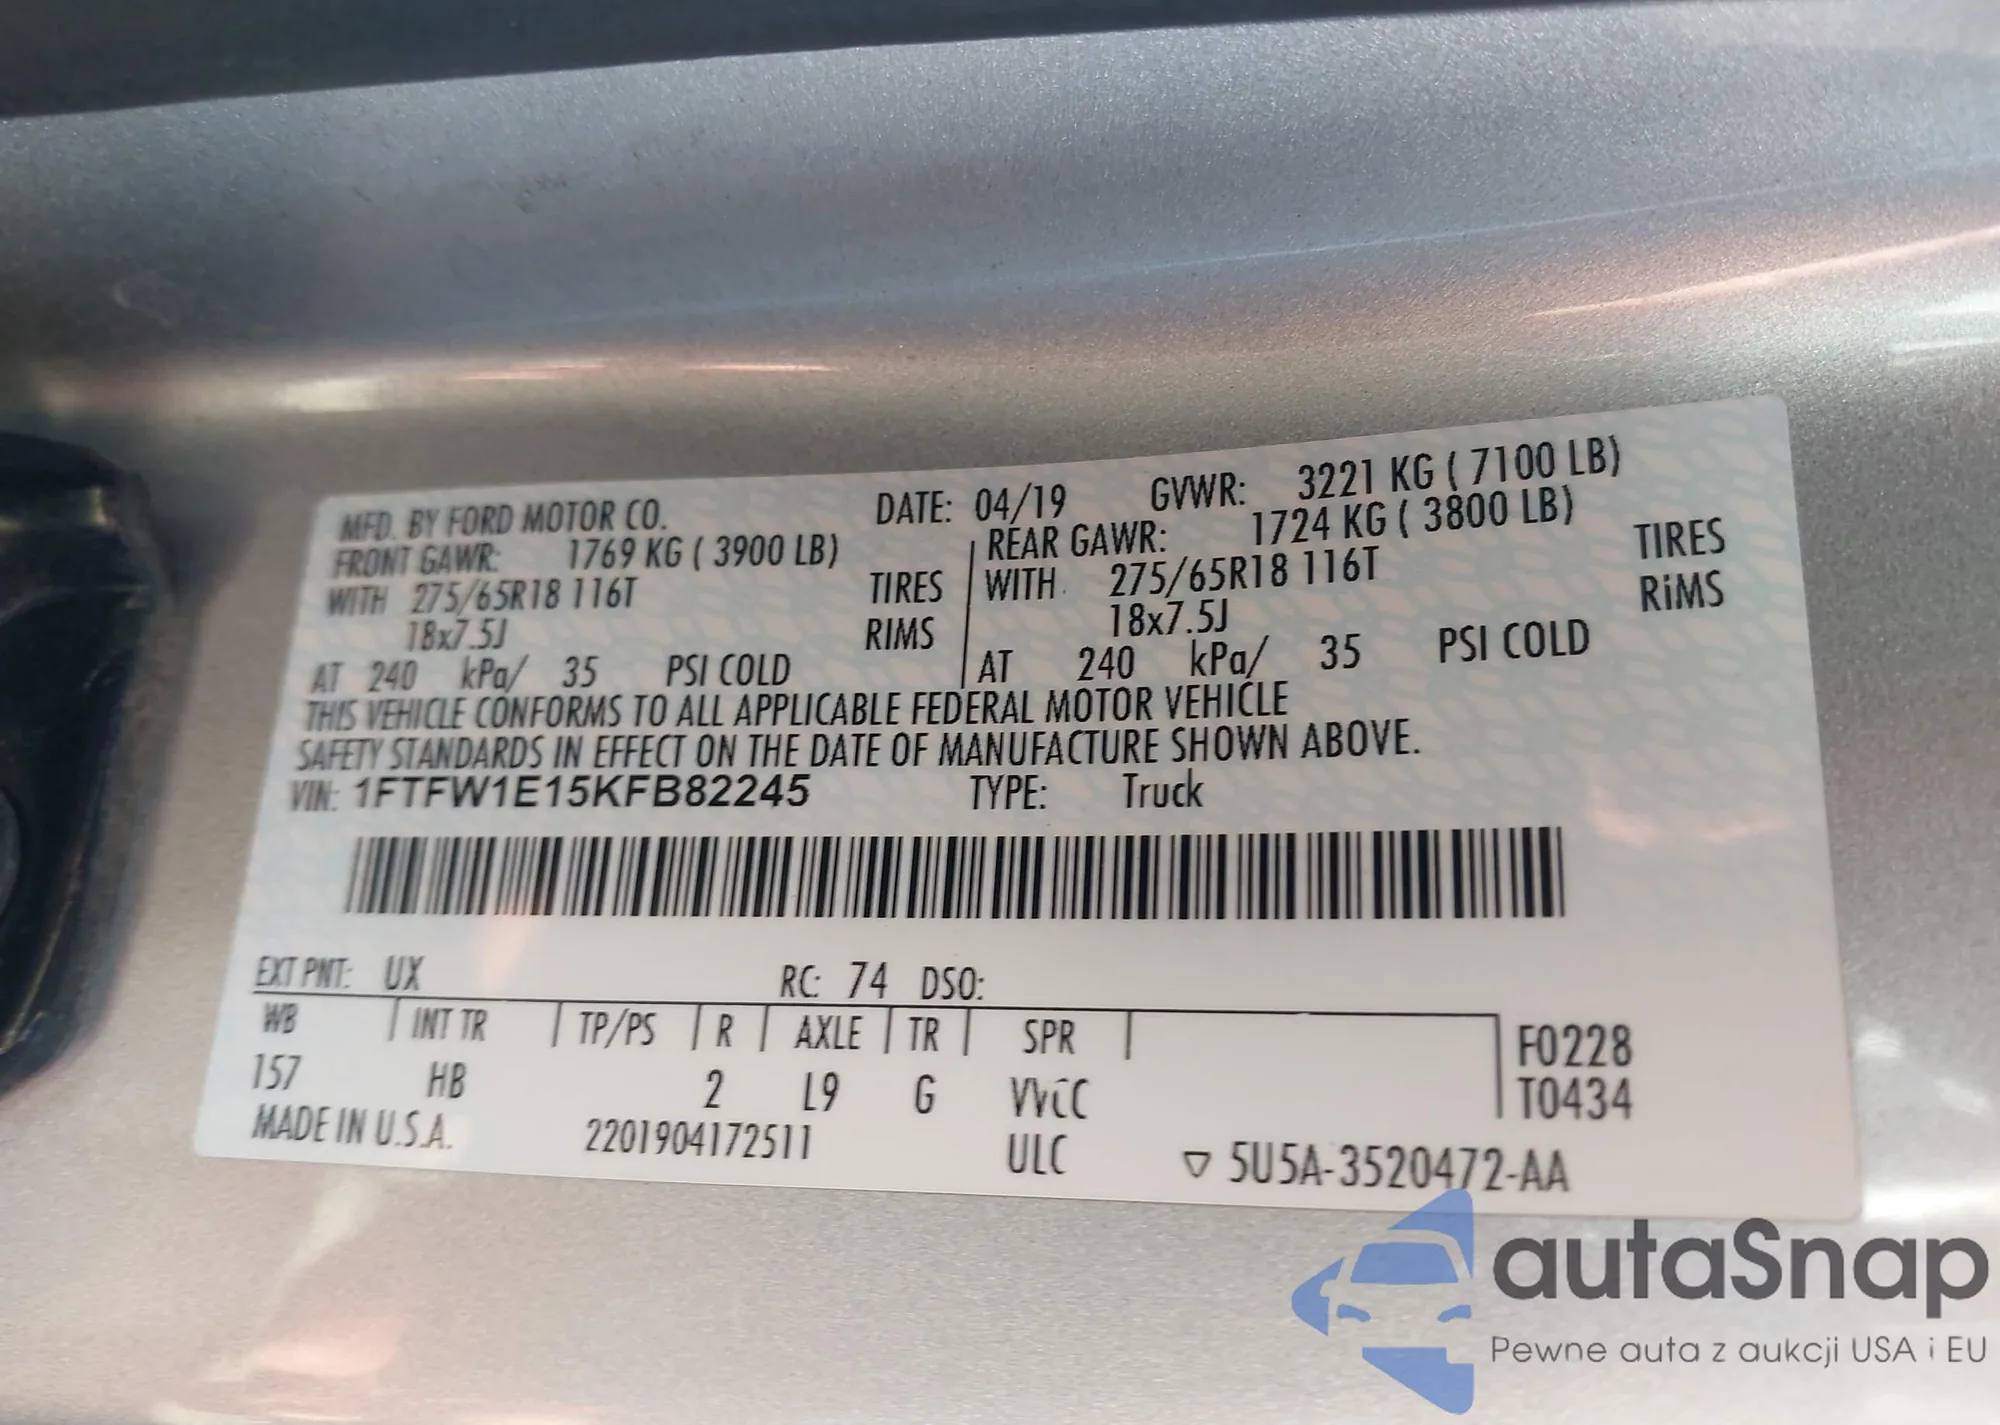 MFD. BY FORD MOTOR CO. DATE: 04/19 GVWR: 3221 KG ( 7100 LB)
FRONT GAWR: 1769 KG ( 3900 LB) REAR GAWR: 1724 KG ( 3800 LB)
WITH 275/65R18 116T TIRES WITH 275/65R18 116T TIRES
18x7.5J RIMS 18x7.5J RiMS
AT 240 kPa/ 35 PSI COLD AT 240 kPa/ 35 PSI COLD
THIS VEHICLE CONFORMS TO ALL APPLICABLE FEDERAL MOTOR VEHICLE
SAFETY STANDARDS IN EFFECT ON THE DATE OF MANUFACTURE SHOWN ABOVE.
VIN: 1FTFW1E15KFB82245 TYPE: Truck
EXT PNT: UX RC: 74 DSO:
WB INT TR TP/PS R AXLE TR SPR F0228
157 HB 2 L9 G T0434
MADE IN U.S.A. 2201904172511 ULC ▽ 5U5A-3520472-AA
autaSnap
Pewne auta z aukcji USA i EU